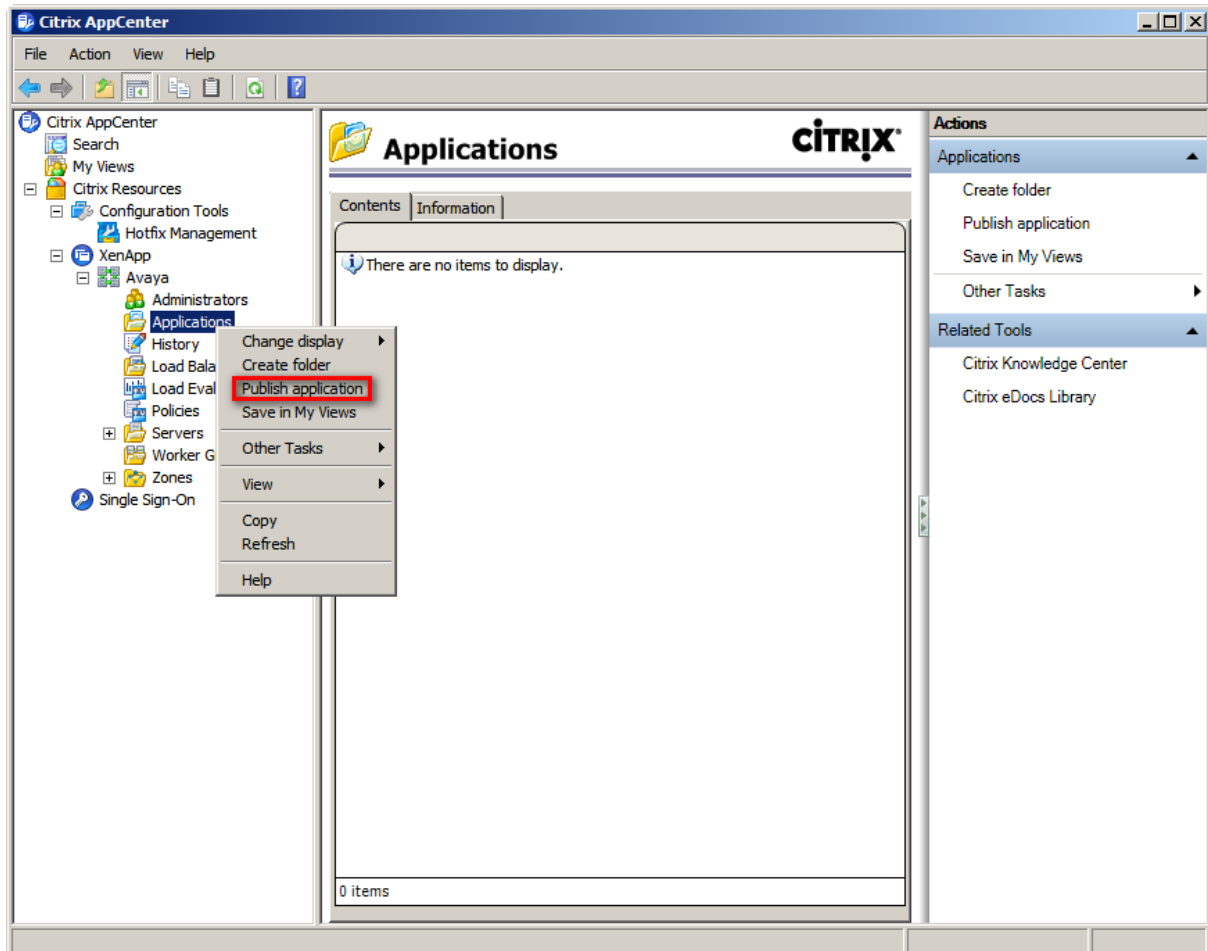 Citrix AppCenter
File Action View Help
Citrix AppCenter
Search
My Views
Citrix Resources
Configuration Tools
Hotfix Management
XenApp
Avaya
Administrators
Applications
History
Load Bala
Load Eval
Policies
Servers
Worker G
Zones
Single Sign-On
Change display
Create folder
Publish application
Save in My Views
Other Tasks
View
Copy
Refresh
Help
Applications
CITRIX
Contents Information
There are no items to display.
0 items
Actions
Applications
Create folder
Publish application
Save in My Views
Other Tasks
Related Tools
Citrix Knowledge Center
Citrix eDocs Library